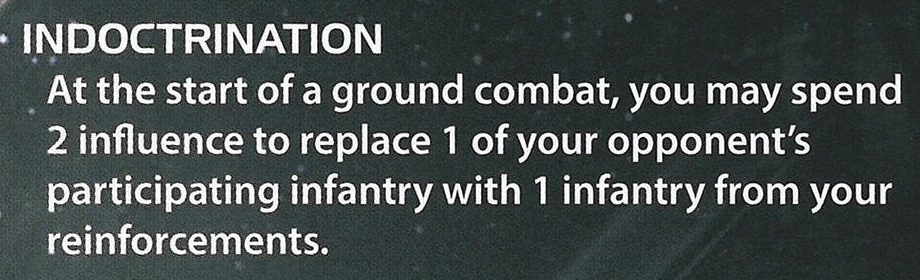 INDOCTRINATION
At the start of a ground combat, you may spend
2 influence to replace 1 of your opponent's
participating infantry with 1 infantry from your
reinforcements.